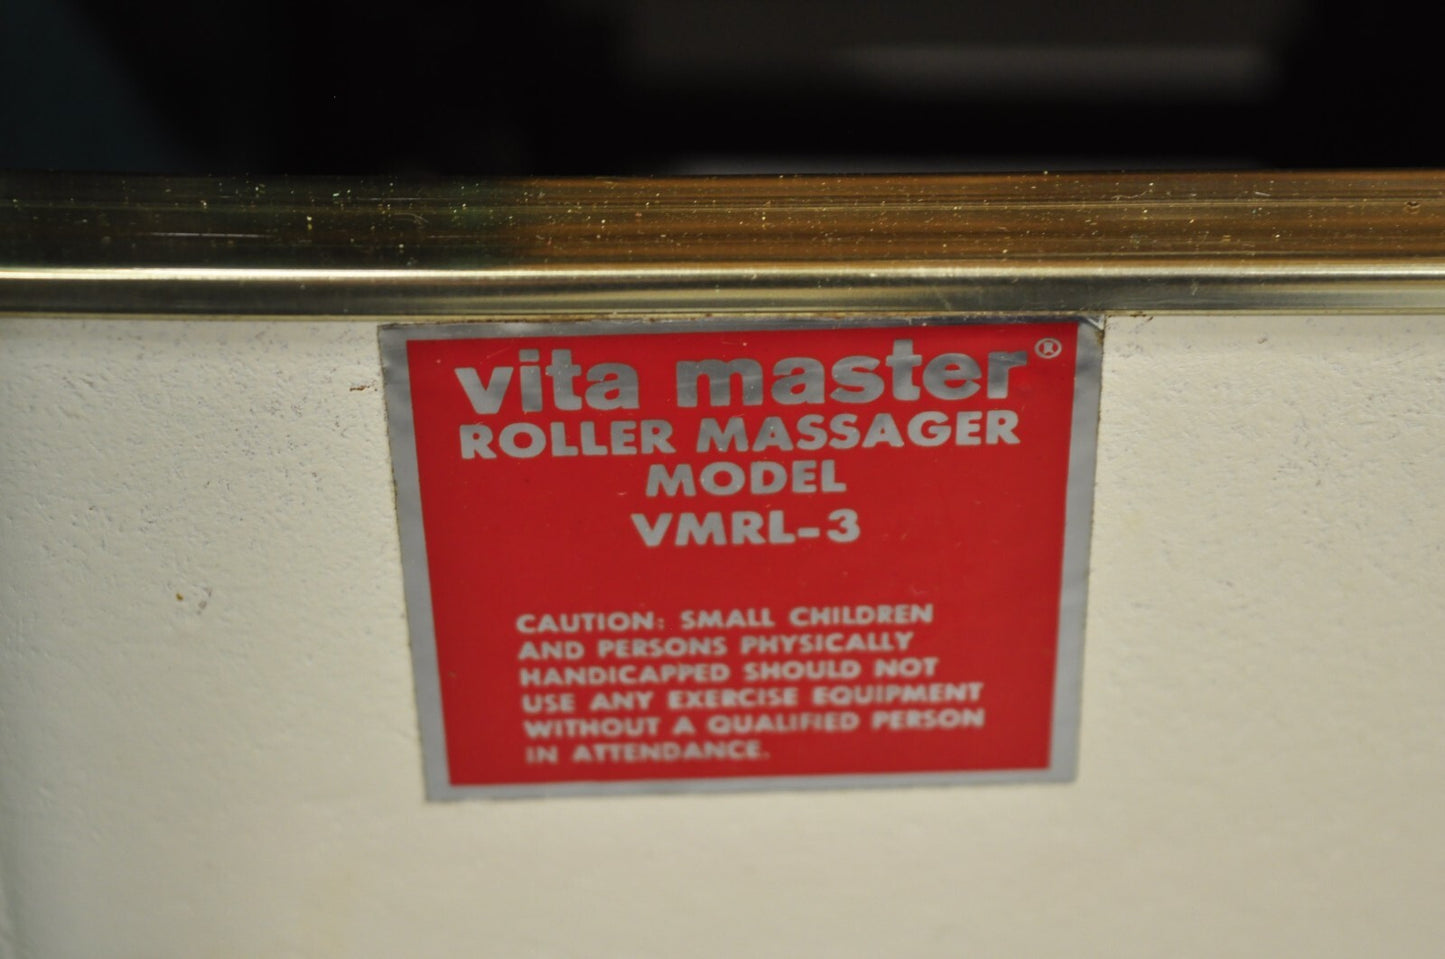 vita master®
ROLLER MASSAGER
MODEL
VMRL-3
CAUTION: SMALL CHILDREN
AND PERSONS PHYSICALLY
HANDICAPPED SHOULD NOT
USE ANY EXERCISE EQUIPMENT
WITHOUT A QUALIFIED PERSON
IN ATTENDANCE.